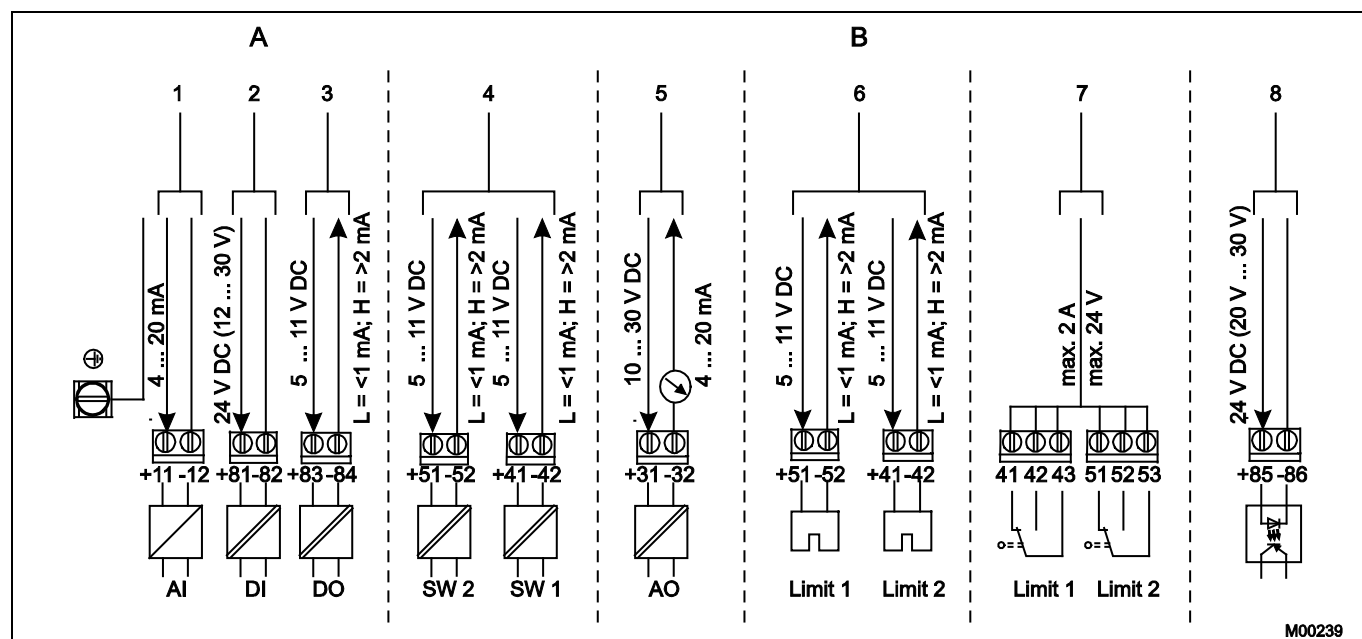 A
B
1
2
3
4
5
6
7
8
4 ... 20 mA
24 V DC (12 ... 30 V)
5 ... 11 V DC
L = <1 mA; H = >2 mA
5 ... 11 V DC
L = <1 mA; H = >2 mA
5 ... 11 V DC
L = <1 mA; H = >2 mA
10 ... 30 V DC
4 ... 20 mA
5 ... 11 V DC
L = <1 mA; H = >2 mA
5 ... 11 V DC
L = <1 mA; H = >2 mA
max. 2 A
max. 24 V
24 V DC (20 V ... 30 V)
+11 -12
+81-82
+83 -84
+51 -52
+41 -42
+31 -32
+51 -52
+41 -42
41 42 43
51 52 53
+85 -86
AI
DI
DO
SW 2
SW 1
AO
Limit 1
Limit 2
Limit 1
Limit 2
M00239